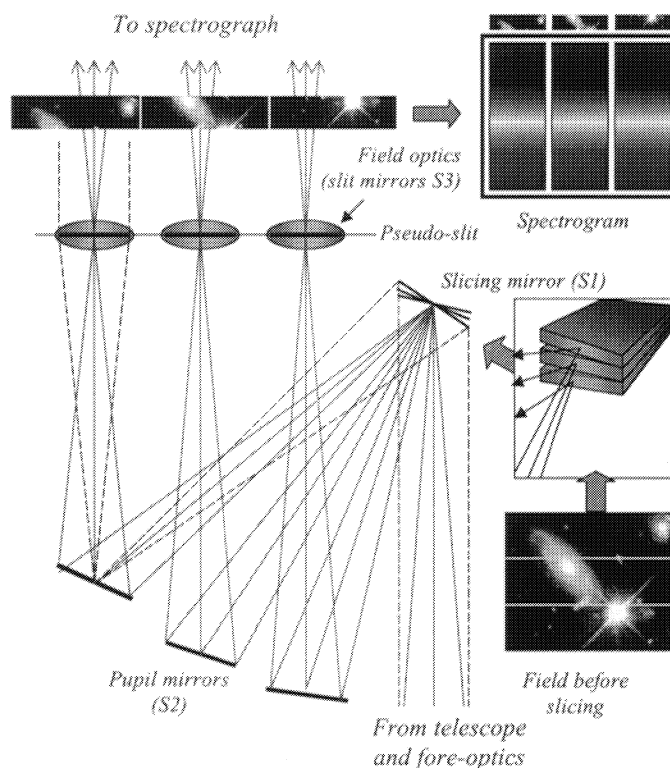 To spectrograph
Field optics
(slit mirrors S3)
Pseudo-slit
Spectrogram
Slicing mirror (S1)
Pupil mirrors
(S2)
From telescope
and fore-optics
Field before
slicing